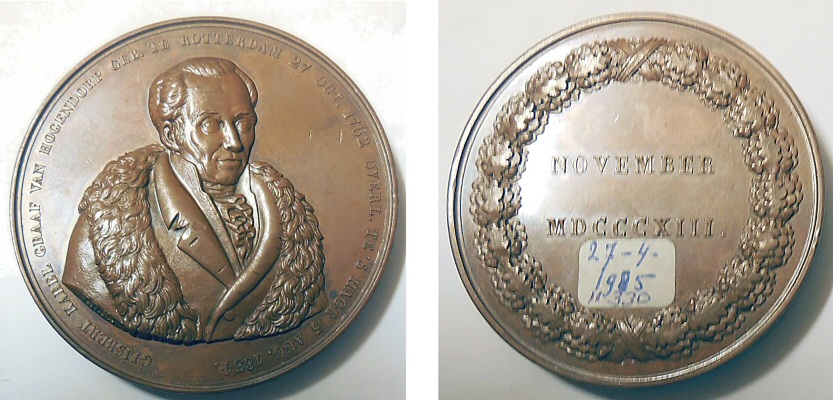 GIJSBERT KAREL GRAAF VAN HOGENDORP GEB. TE ROTTERDAM 27 OCT. 1762 OVERL. TE 'S HAGE 5 AUG. 1834.
NOVEMBER
MDCCCXIII.
27-4-
1985